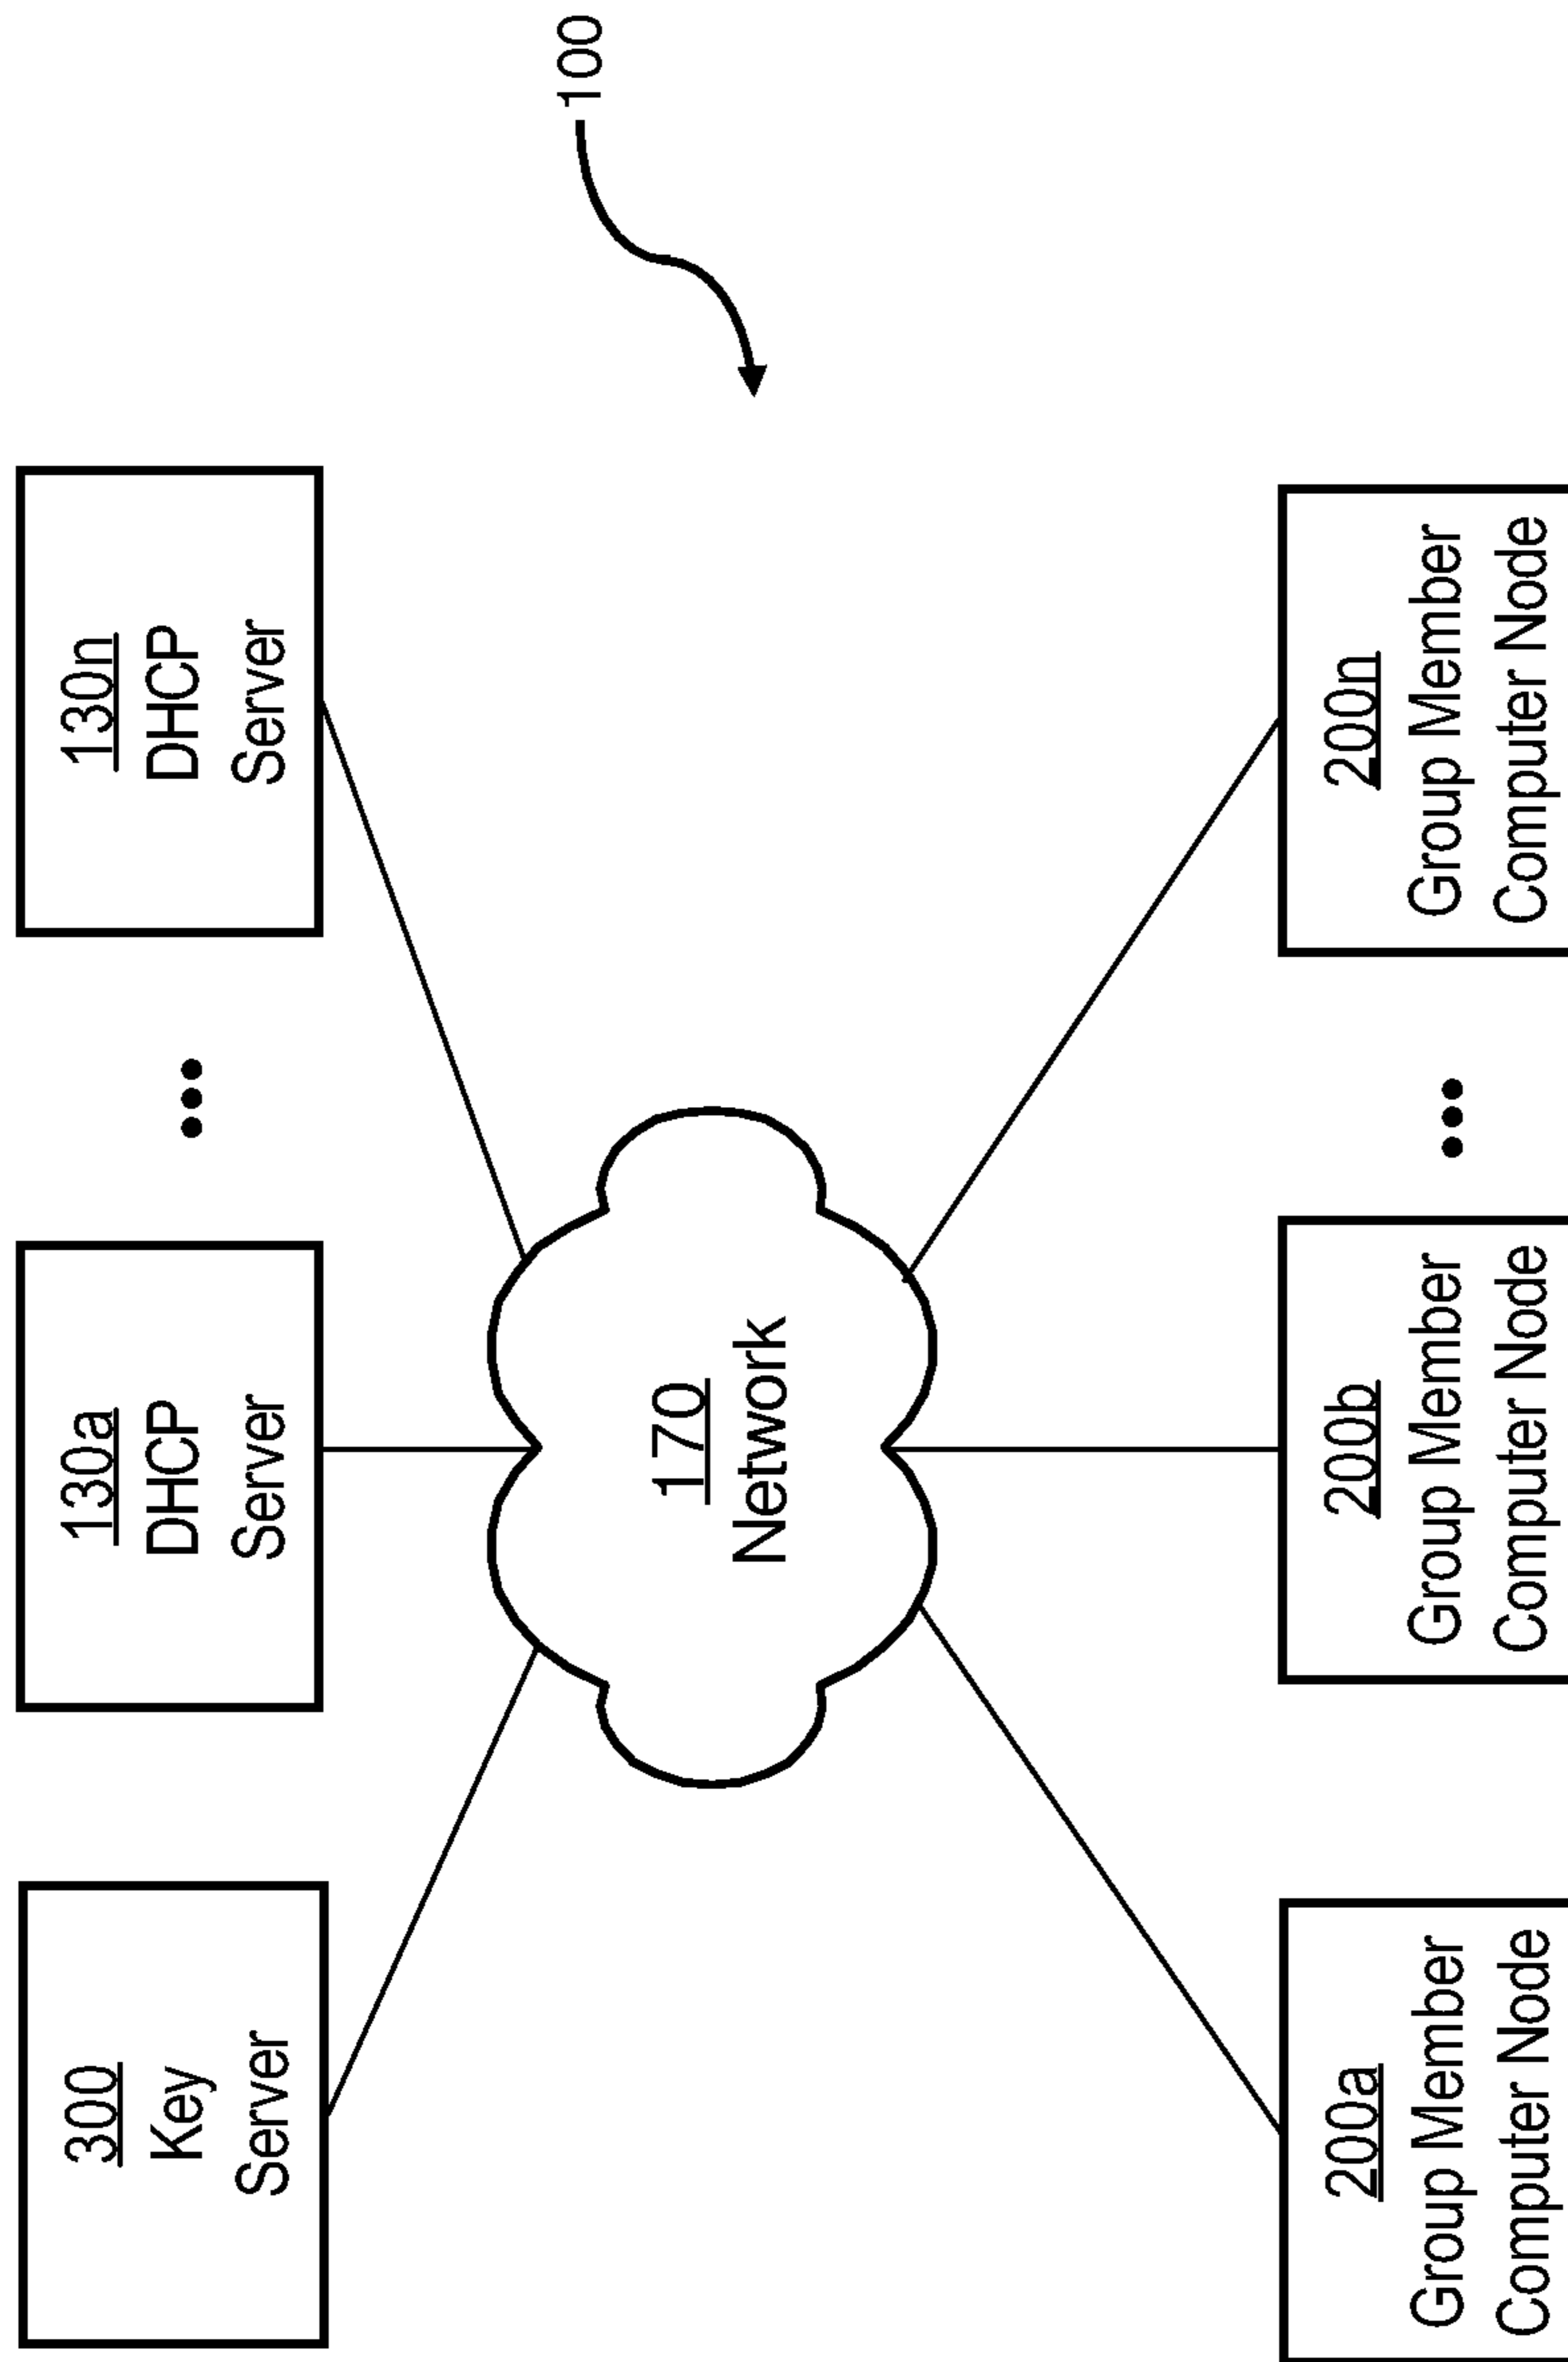 300
Key
Server
130a
DHCP
Server
•••
130n
DHCP
Server
100
170
Network
200a
Group Member
Computer Node
200b
Group Member
Computer Node
•••
200n
Group Member
Computer Node